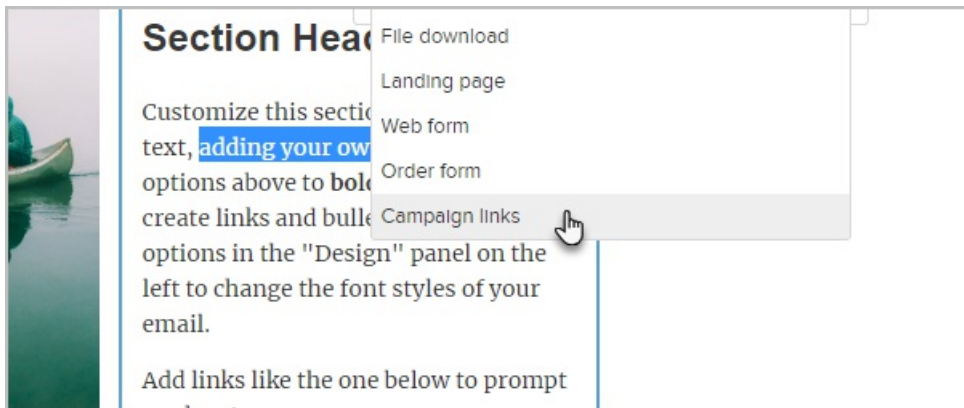 Section Hea
Customize this sectio
text, adding your ow
options above to bold
create links and bulle
options in the "Design" panel on the
left to change the font styles of your
email.
Add links like the one below to prompt
File download
Landing page
Web form
Order form
Campaign links